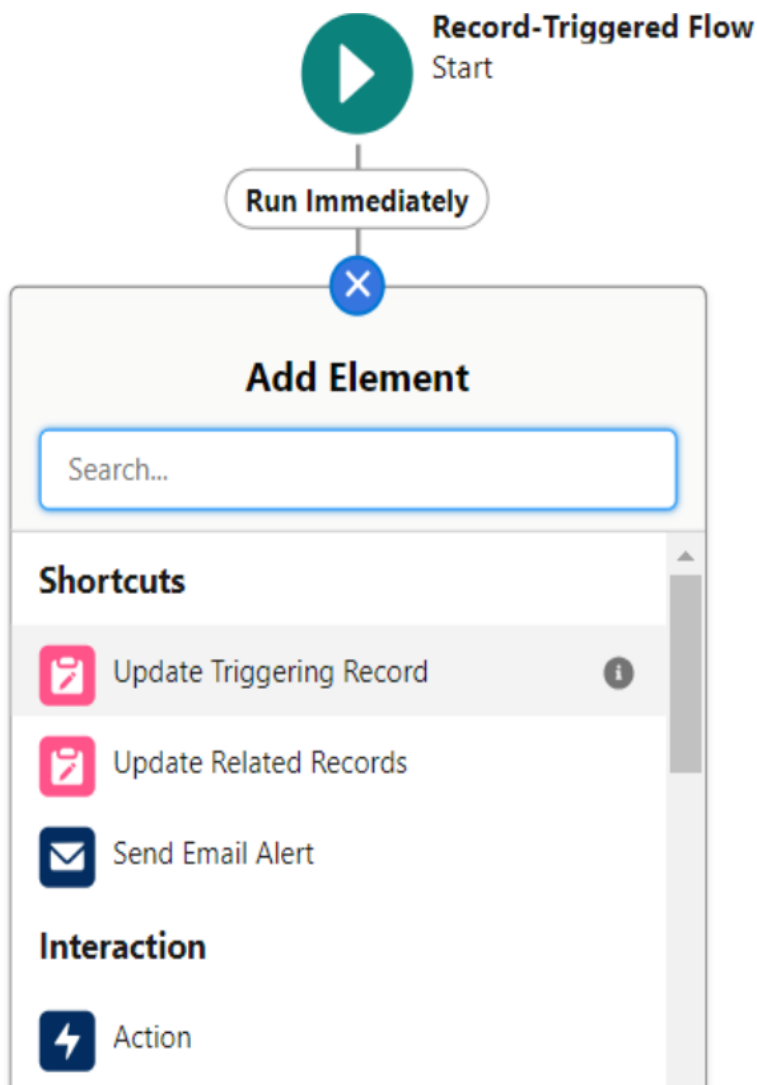 Record-Triggered Flow
Start
Run Immediately
Add Element
Search...
Shortcuts
Update Triggering Record
Update Related Records
Send Email Alert
Interaction
Action